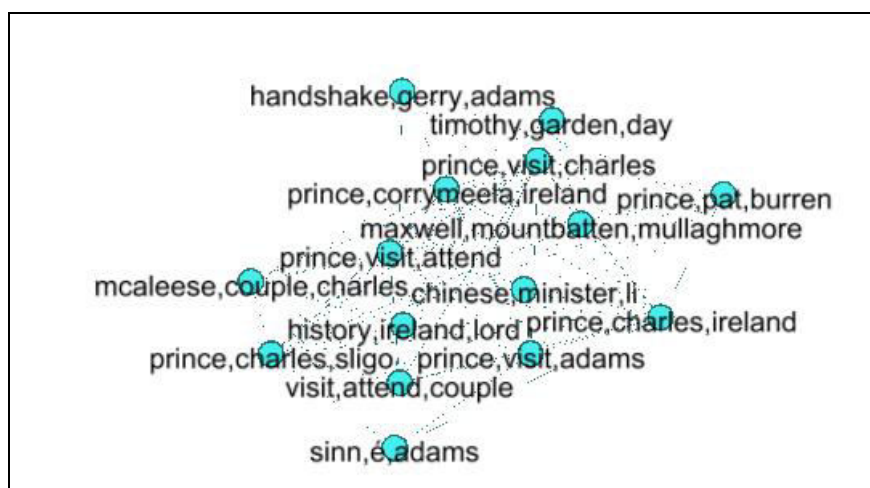 handshake,gerry,adams
timothy,garden,day
prince,visit,charles
prince,corrymeela,ireland
prince,pat,burren
maxwell,mountbatten,mullaghmore
prince,visit,attend
mcaleese,couple,charles
chinese,minister,li
history,ireland,lord
prince,charles,ireland
prince,charles,sligo
prince,visit,adams
visit,attend,couple
sinn,é,adams